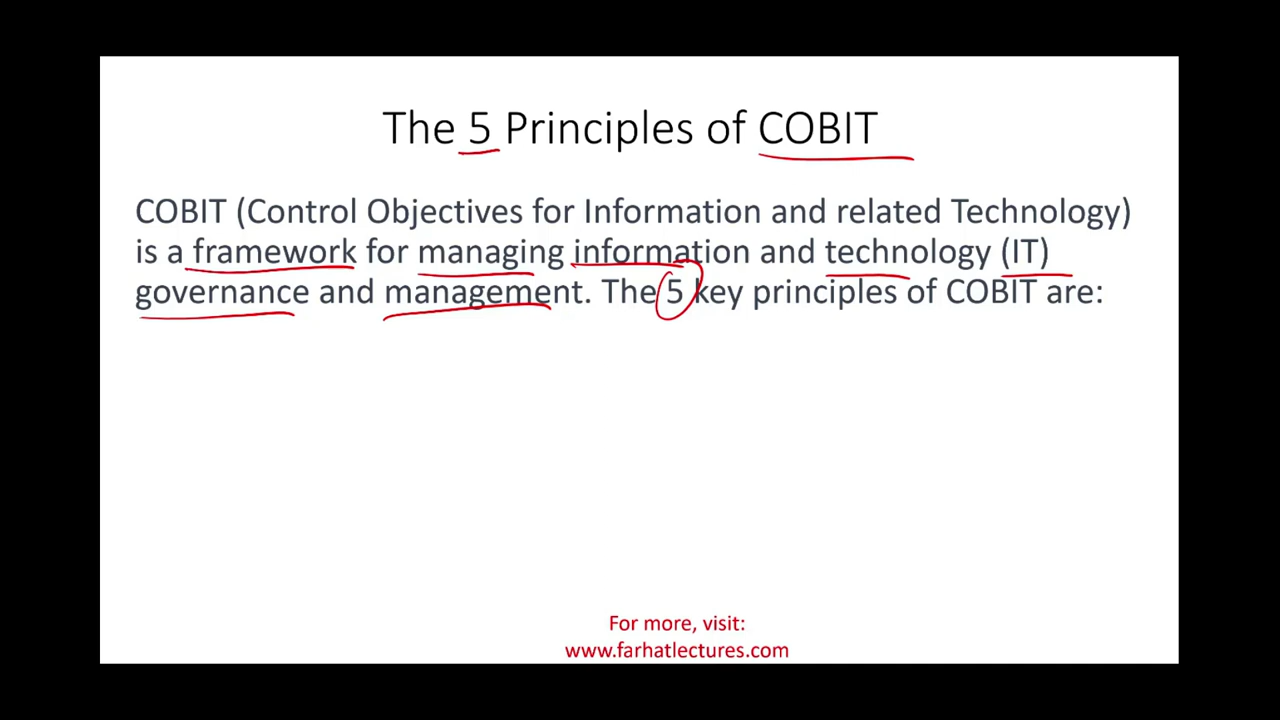 The 5 Principles of COBIT
COBIT (Control Objectives for Information and related Technology)
is a framework for managing information and technology (IT)
governance and management. The 5 key principles of COBIT are:
For more, visit:
www.farhatlectures.com